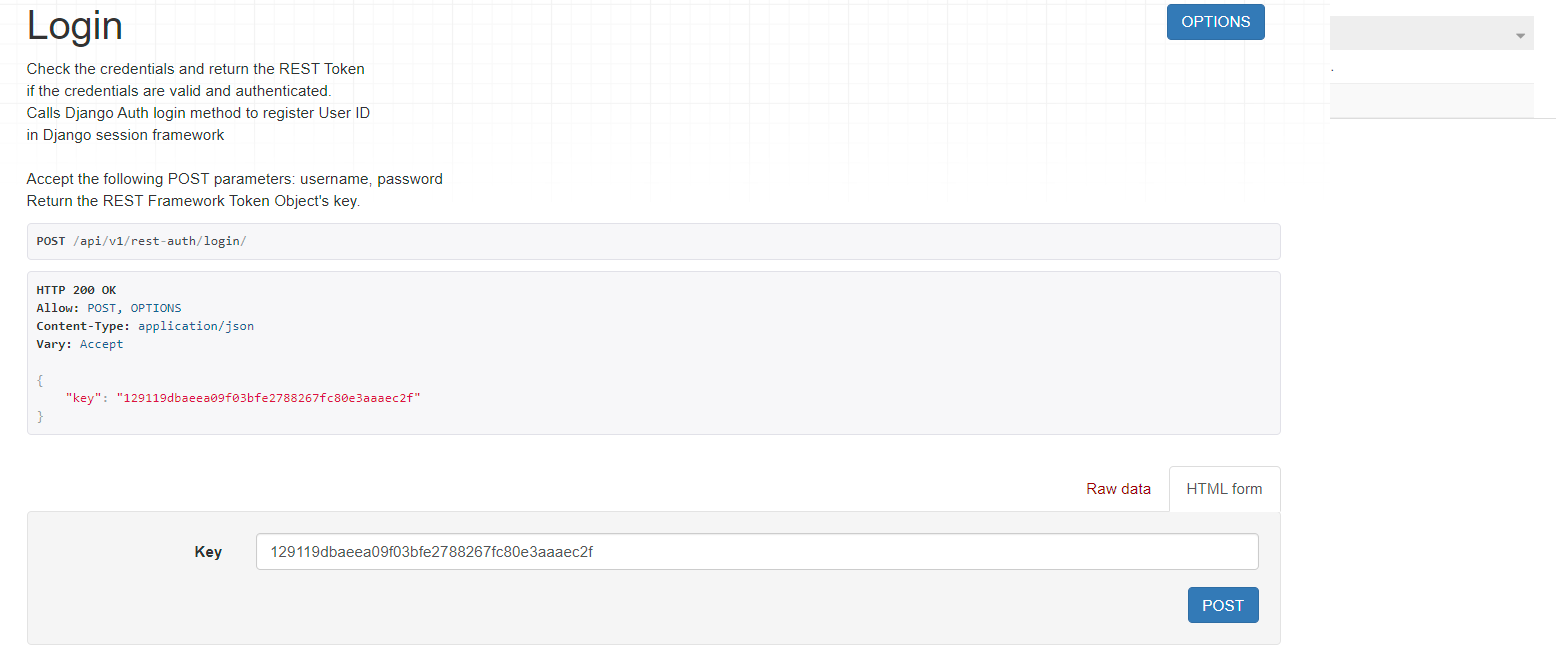 Login
OPTIONS
Check the credentials and return the REST Token
if the credentials are valid and authenticated.
Calls Django Auth login method to register User ID
in Django session framework
Accept the following POST parameters: username, password
Return the REST Framework Token Object's key.
POST /api/v1/rest-auth/login/
HTTP 200 OK
Allow: POST, OPTIONS
Content-Type: application/json
Vary: Accept
{
"key": "129119dbaeea09f03bfe2788267fc80e3aaaec2f"
}
Raw data
HTML form
Key
129119dbaeea09f03bfe2788267fc80e3aaaec2f
POST